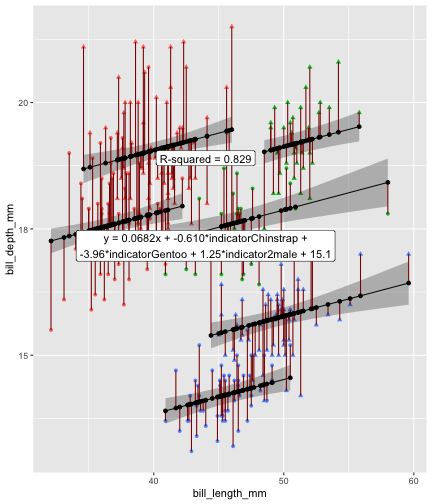 20
R-squared = 0.829
bill_depth_mm
18
y = 0.0682x + -0.610*indicatorChinstrap +
-3.96*indicatorGentoo + 1.25*indicator2male + 15.1
15
40
50
60
bill_length_mm